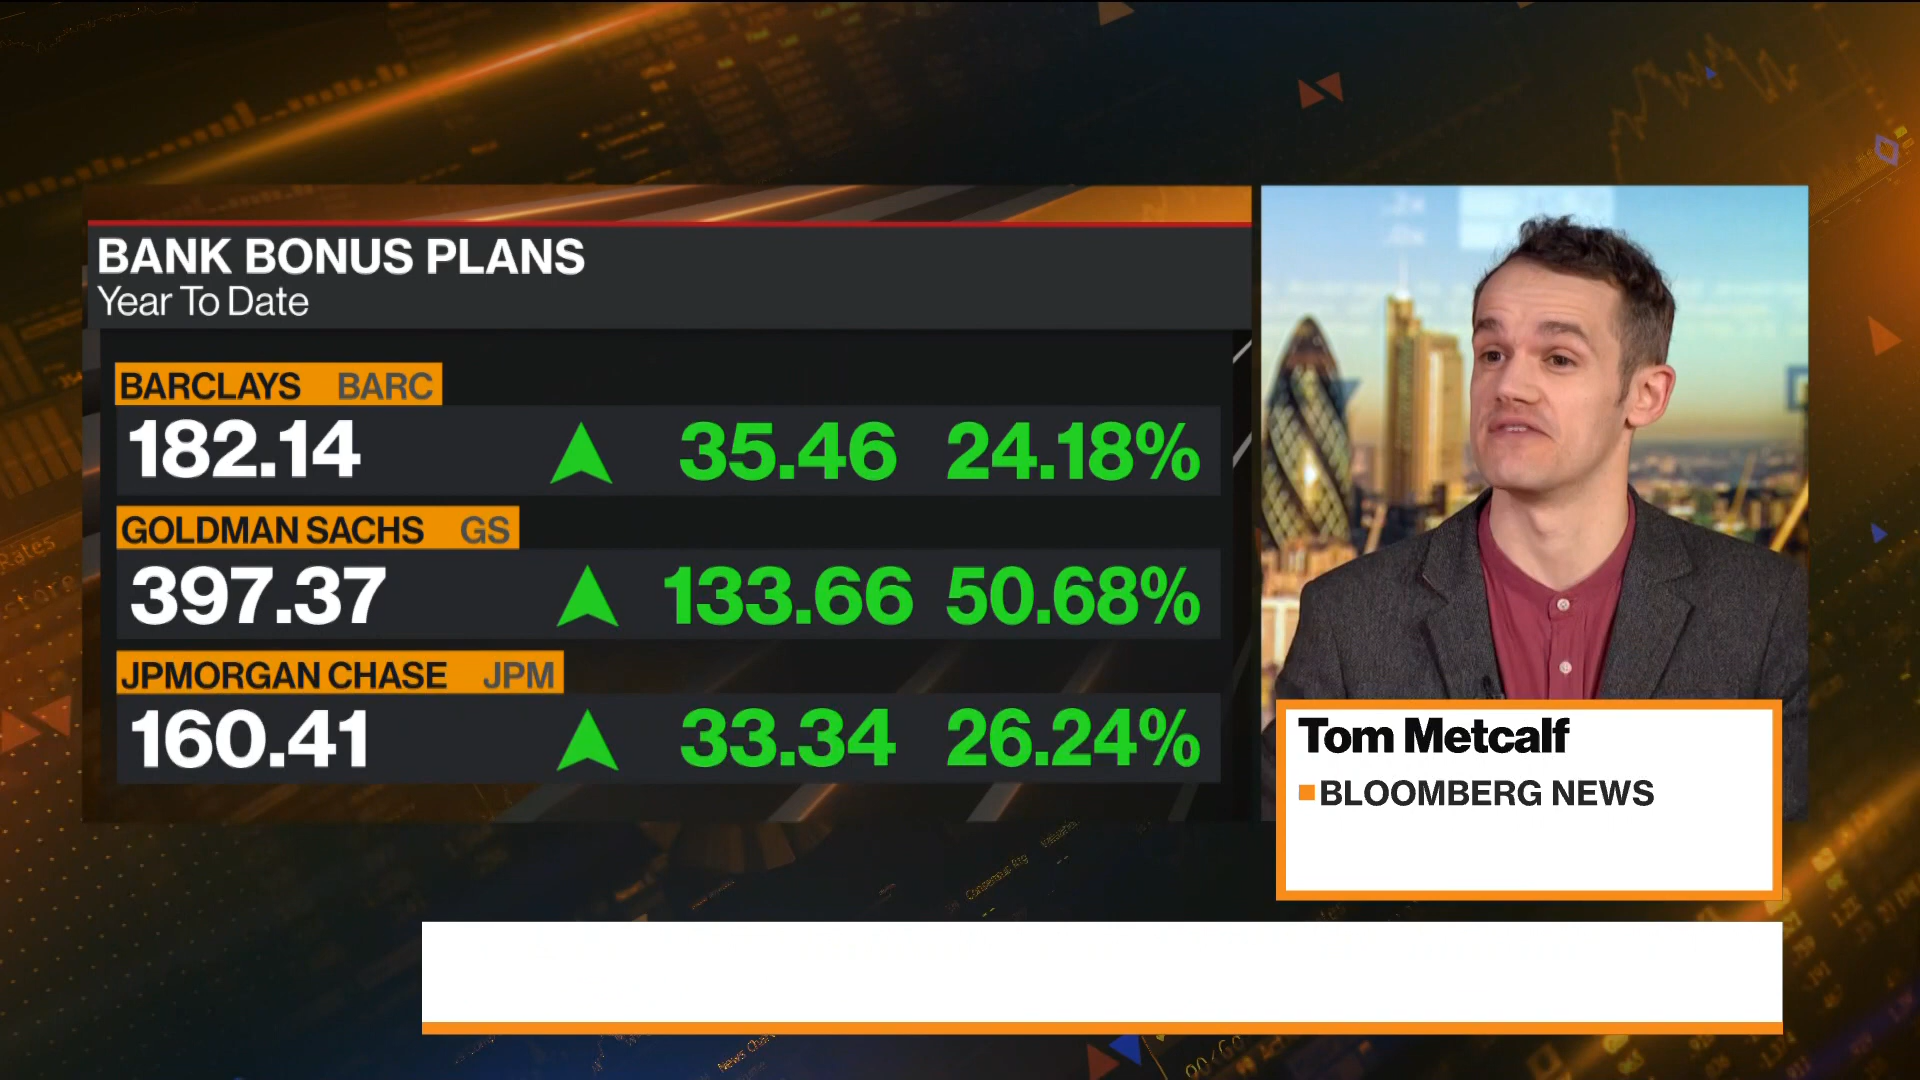 BANK BONUS PLANS
Year To Date
BARCLAYS BARC
182.14 35.46 24.18%
GOLDMAN SACHS GS
397.37 133.66 50.68%
JPMORGAN CHASE JPM
160.41 33.34 26.24%
Tom Metcalf
BLOOMBERG NEWS
Rates